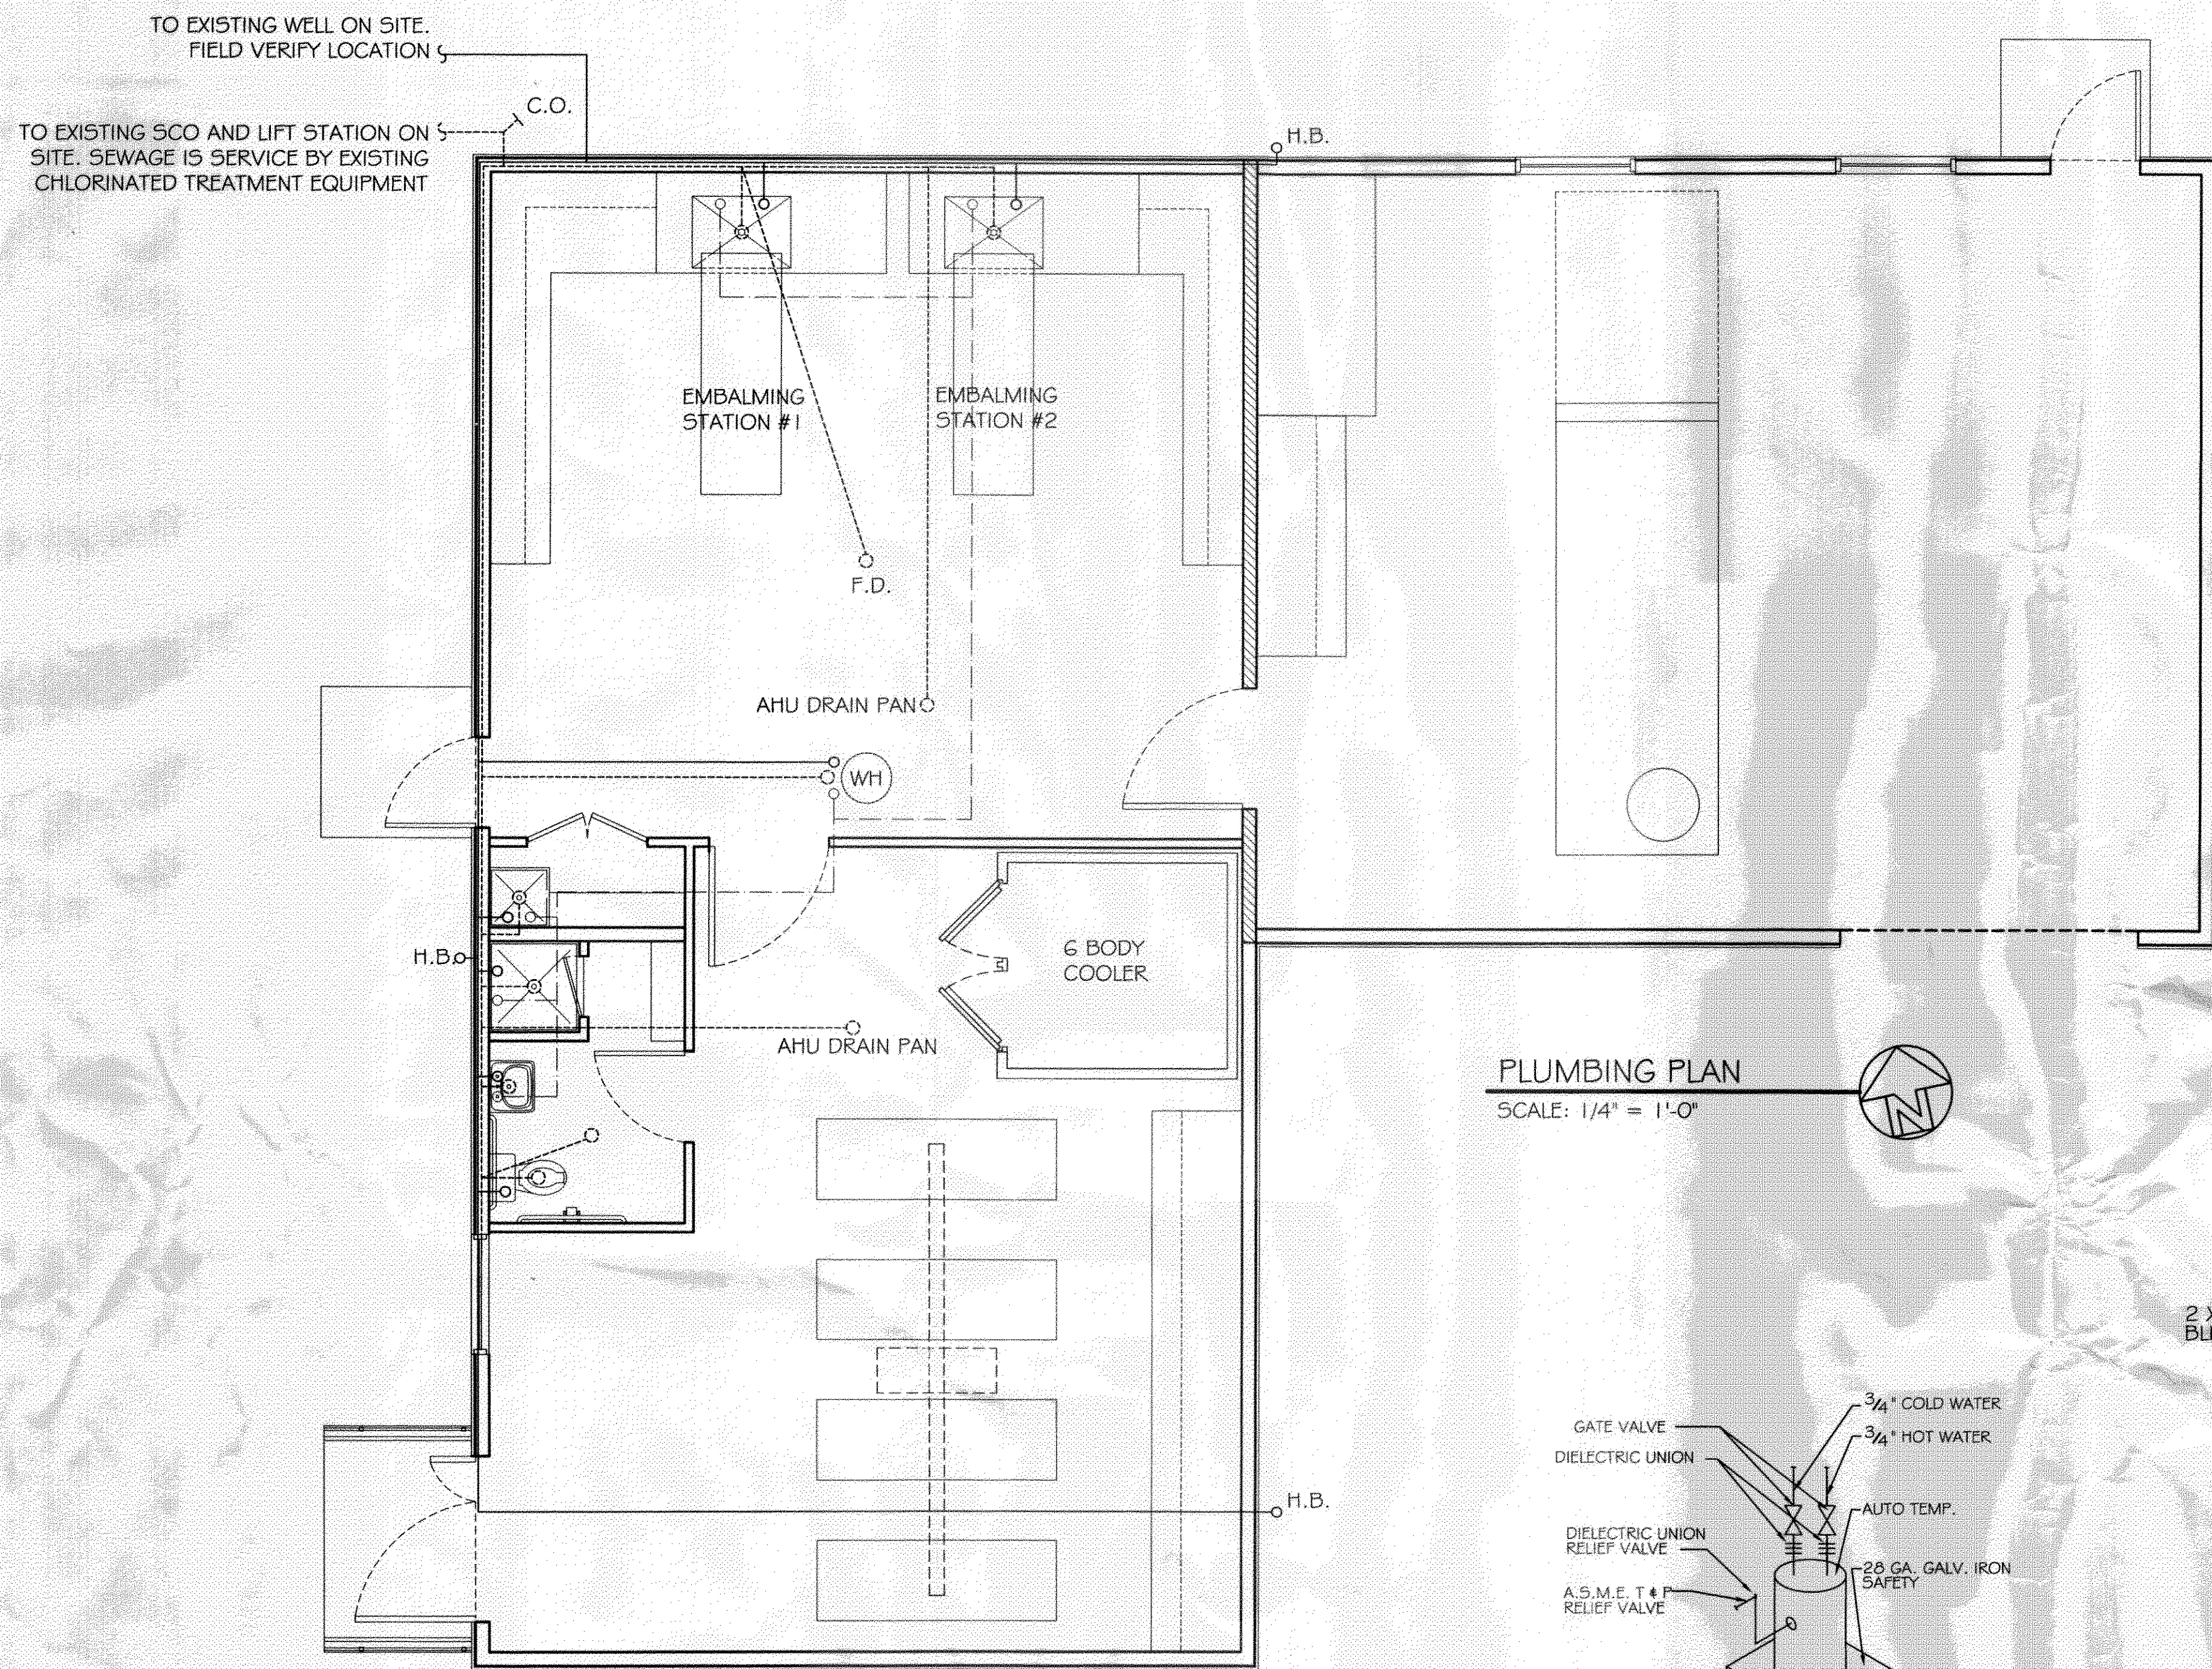 TO EXISTING WELL ON SITE.
FIELD VERIFY LOCATION
C.O.
TO EXISTING SCO AND LIFT STATION ON
SITE. SEWAGE IS SERVICE BY EXISTING
CHLORINATED TREATMENT EQUIPMENT
H.B.
EMBALMING
STATION #1
EMBALMING
STATION #2
F.D.
AHU DRAIN PAN
WH
H.B.
6 BODY
COOLER
AHU DRAIN PAN
PLUMBING PLAN
SCALE: 1/4" = 1'-0"
N
H.B.
3/4" COLD WATER
3/4" HOT WATER
GATE VALVE
DIELECTRIC UNION
AUTO TEMP.
DIELECTRIC UNION
RELIEF VALVE
28 GA. GALV. IRON
SAFETY
A.S.M.E. T & P
RELIEF VALVE
2